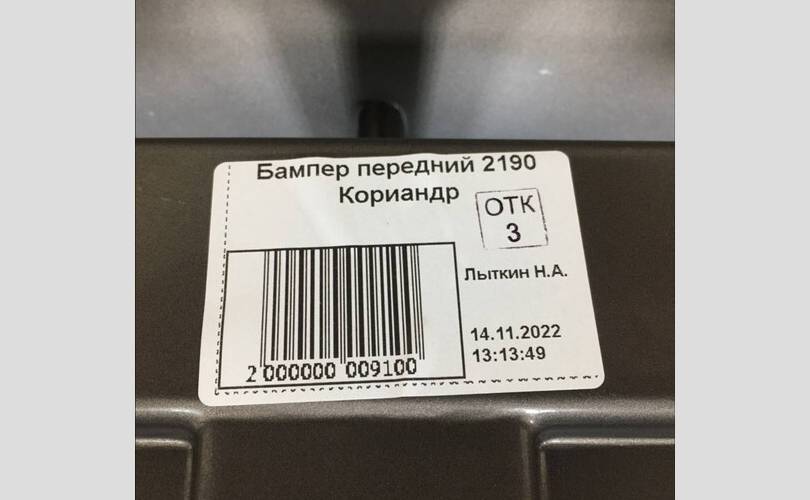 Бампер передний 2190
Кориандр
ОТК
3
Лыткин Н.А.
14.11.2022
13:13:49
2 000000 009100